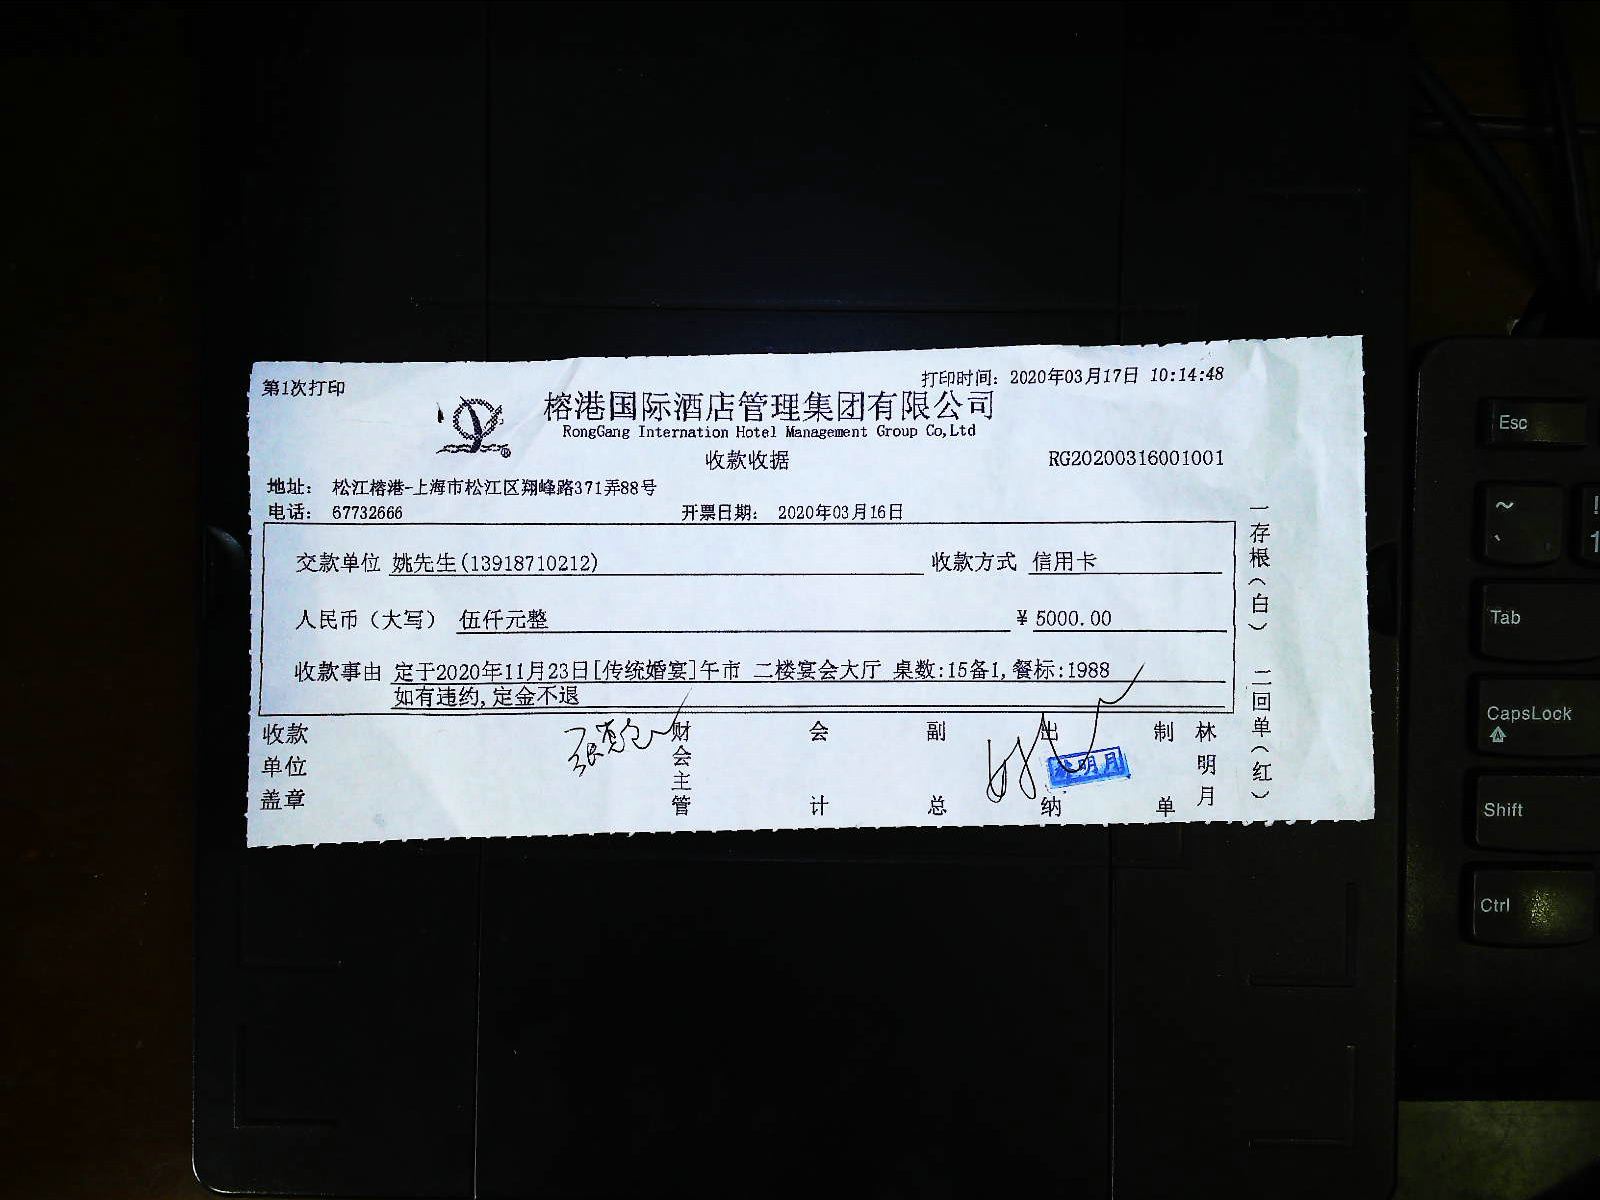 第1次打印
打印时间: 2020年03月17日 10:14:48
榕港国际酒店管理集团有限公司
RongGang Internation Hotel Management Group Co,Ltd
收款收据
RG20200316001001
地址: 松江榕港-上海市松江区翔峰路371弄88号
电话: 67732666
开票日期: 2020年03月16日
交款单位 姚先生(13918710212) 收款方式 信用卡
人民币(大写) 伍仟元整 ¥ 5000.00
收款事由 定于2020年11月23日[传统婚宴]午市 二楼宴会大厅 桌数:15备1,餐标:1988
如有违约,定金不退
收款单位盖章
财会主管
会计
副总
出纳
明月
制单
林明月
一存根(白) 二回单(红)
Esc
~
`
!
1
Tab
CapsLock
Shift
Ctrl